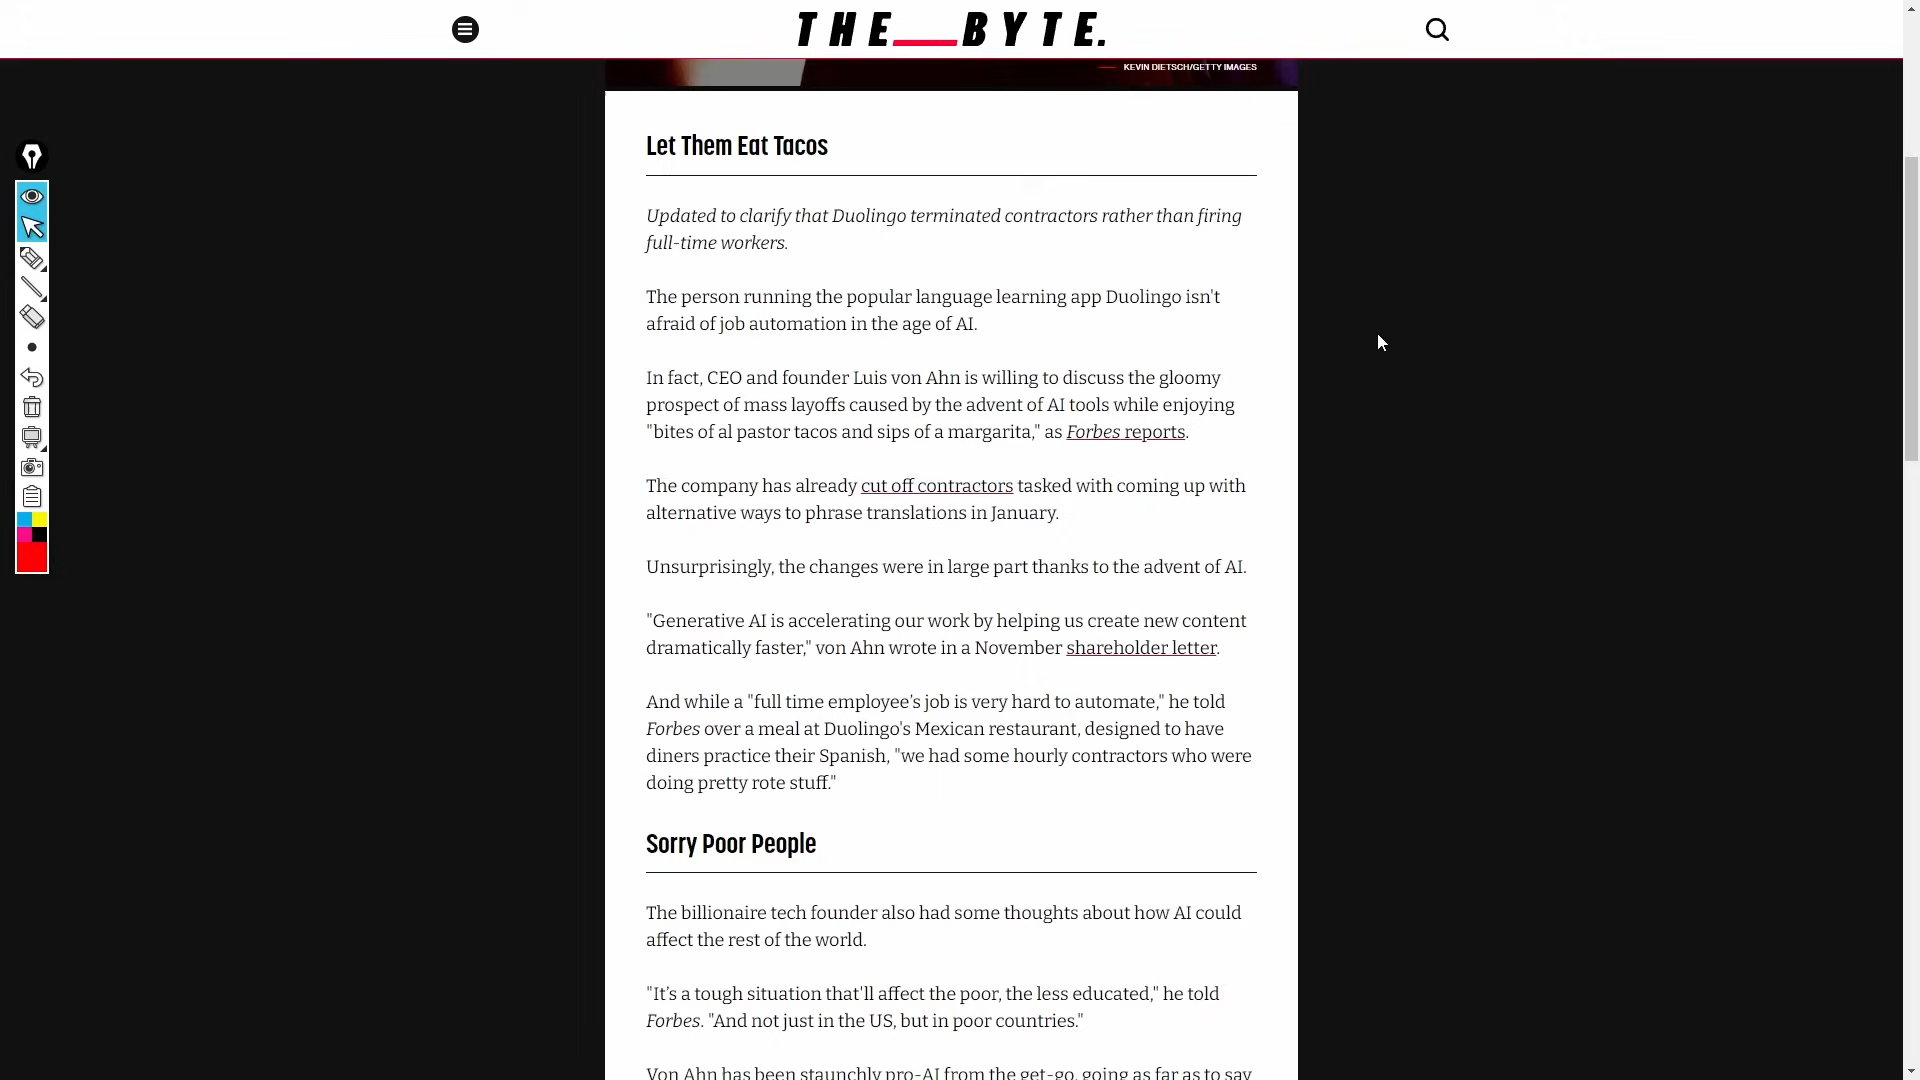 THE__BYTE.
KEVIN DIETSCH/GETTY IMAGES
Let Them Eat Tacos
Updated to clarify that Duolingo terminated contractors rather than firing
full-time workers.
The person running the popular language learning app Duolingo isn't
afraid of job automation in the age of AI.
In fact, CEO and founder Luis von Ahn is willing to discuss the gloomy
prospect of mass layoffs caused by the advent of AI tools while enjoying
"bites of al pastor tacos and sips of a margarita," as Forbes reports.
The company has already cut off contractors tasked with coming up with
alternative ways to phrase translations in January.
Unsurprisingly, the changes were in large part thanks to the advent of AI.
"Generative AI is accelerating our work by helping us create new content
dramatically faster," von Ahn wrote in a November shareholder letter.
And while a "full time employee’s job is very hard to automate," he told
Forbes over a meal at Duolingo's Mexican restaurant, designed to have
diners practice their Spanish, "we had some hourly contractors who were
doing pretty rote stuff."
Sorry Poor People
The billionaire tech founder also had some thoughts about how AI could
affect the rest of the world.
"It’s a tough situation that'll affect the poor, the less educated," he told
Forbes. "And not just in the US, but in poor countries."
Von Ahn has been staunchly pro-AI from the get-go, going as far as to say